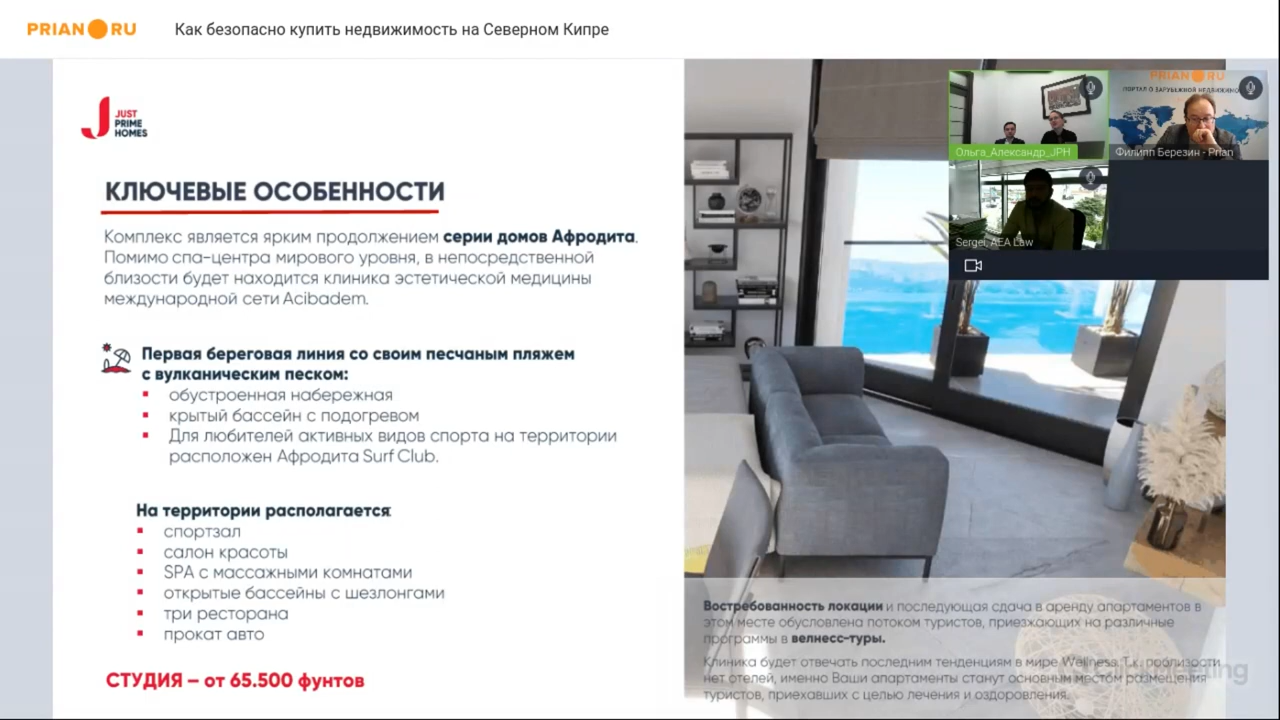 PRIAN RU
Как безопасно купить недвижимость на Северном Кипре
JUST
PRIME
HOMES
КЛЮЧЕВЫЕ ОСОБЕННОСТИ
Комплекс является ярким продолжением серии домов Афродита.
Помимо спа-центра мирового уровня, в непосредственной
близости будет находится клиника эстетической медицины
международной сети Acibadem.
Первая береговая линия со своим песчаным пляжем
с вулканическим песком:
обустроенная набережная
крытый бассейн с подогревом
Для любителей активных видов спорта на территории
расположен Афродита Surf Club.
На территории располагается:
спортзал
салон красоты
SPA с массажными комнатами
открытые бассейны с шезлонгами
три ресторана
прокат авто
СТУДИЯ – от 65.500 фунтов
PRIAN RU
ПОРТАЛ О ЗАРУБЕЖНОЙ НЕДВИЖИМО
Ольга_Александр_JPH
Филипп Березин - Prian
Sergei, AEA Law
Востребованность локации и последующая сдача в аренду апартаментов в
этом месте обусловлена потоком туристов, приезжающих на различные
программы в велнесс-туры.
Клиника будет отвечать последним тенденциям в мире Wellness. Т.к. поблизости
нет отелей, именно Ваши апартаменты станут основным местом размещения
туристов, приехавших с целью лечения и оздоровления.